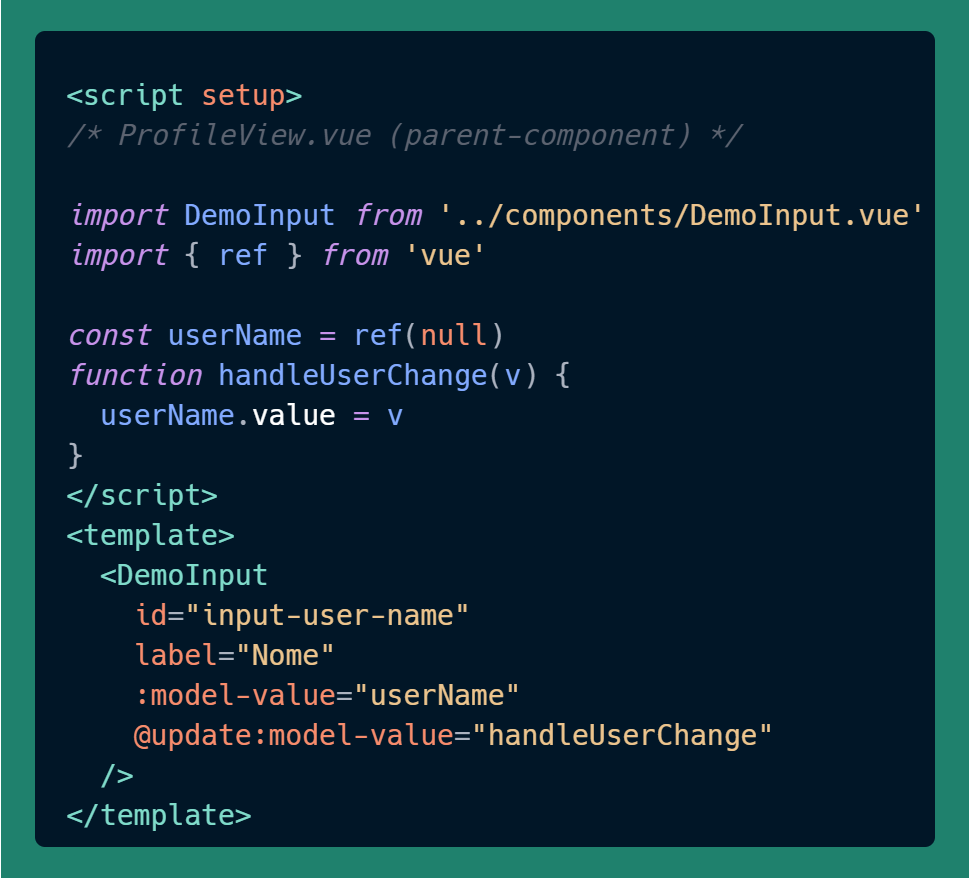 <script setup>
/* ProfileView.vue (parent-component) */
import DemoInput from '../components/DemoInput.vue'
import { ref } from 'vue'
const userName = ref(null)
function handleUserChange(v) {
  userName.value = v
}
</script>
<template>
  <DemoInput
    id="input-user-name"
    label="Nome"
    :model-value="userName"
    @update:model-value="handleUserChange"
  />
</template>